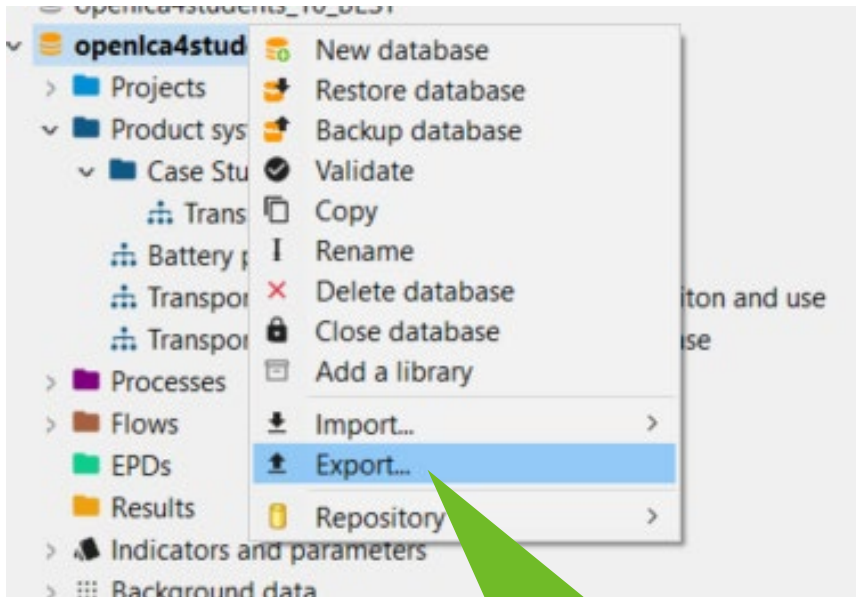 openlca4students_10_BEST
openlca4stud
New database
Projects
Restore database
Product sys
Backup database
Case Stu
Validate
Trans
Copy
Battery p
Rename
Transpor
Delete database
iton and use
Transpor
Close database
ase
Processes
Add a library
Flows
Import...
EPDs
Export...
Results
Repository
Indicators and parameters
Background data